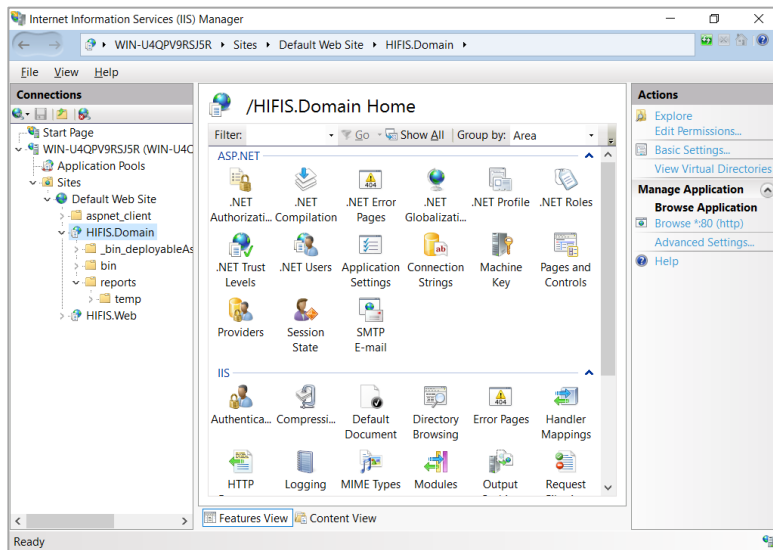 Internet Information Services (IIS) Manager
WIN-U4QPV9RSJ5R Sites Default Web Site HIFIS.Domain
File View Help
Connections
Start Page
WIN-U4QPV9RSJ5R (WIN-U4C
Application Pools
Sites
Default Web Site
aspnet_client
HIFIS.Domain
_bin_deployableAs
bin
reports
temp
HIFIS.Web
/HIFIS.Domain Home
Filter: Go Show All Group by: Area
ASP.NET
.NET Authorizati...
.NET Compilation
.NET Error Pages
.NET Globalizati...
.NET Profile
.NET Roles
.NET Trust Levels
.NET Users
Application Settings
Connection Strings
Machine Key
Pages and Controls
Providers
Session State
SMTP E-mail
IIS
Authentica...
Compressi...
Default Document
Directory Browsing
Error Pages
Handler Mappings
HTTP
Logging
MIME Types
Modules
Output
Request
Features View Content View
Actions
Explore
Edit Permissions...
Basic Settings...
View Virtual Directories
Manage Application
Browse Application
Browse *:80 (http)
Advanced Settings...
Help
Ready